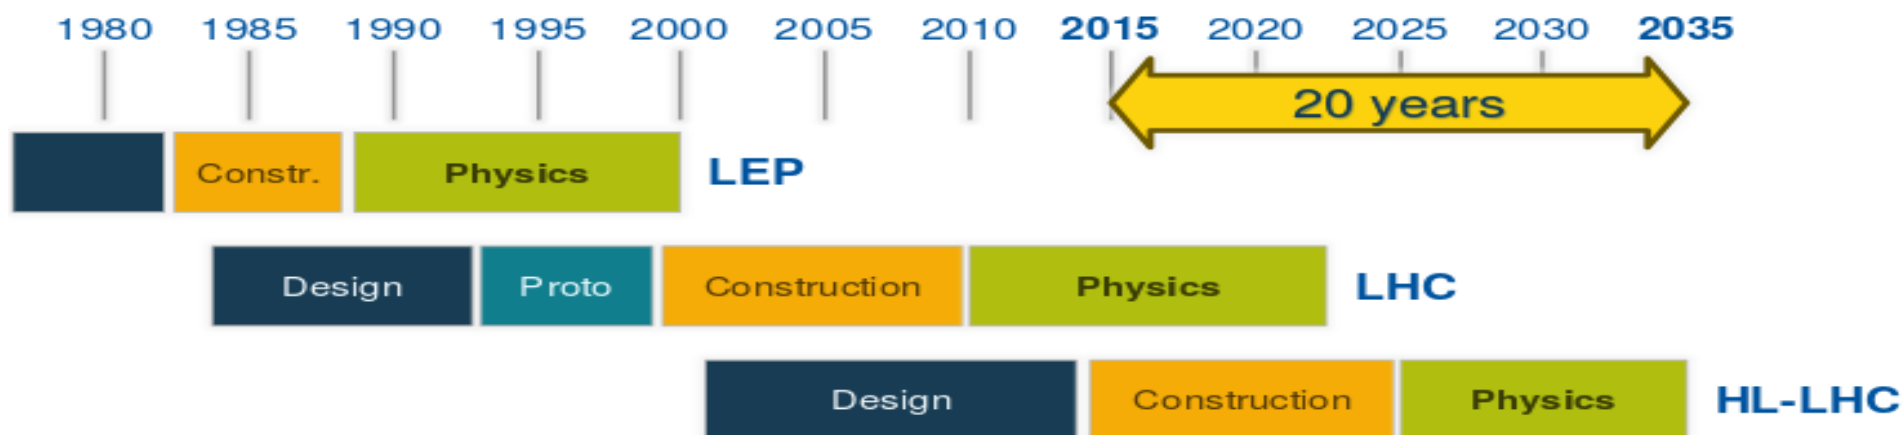 1980 1985 1990 1995 2000 2005 2010 2015 2020 2025 2030 2035
20 years
Constr. Physics LEP
Design Proto Construction Physics LHC
Design Construction Physics HL-LHC